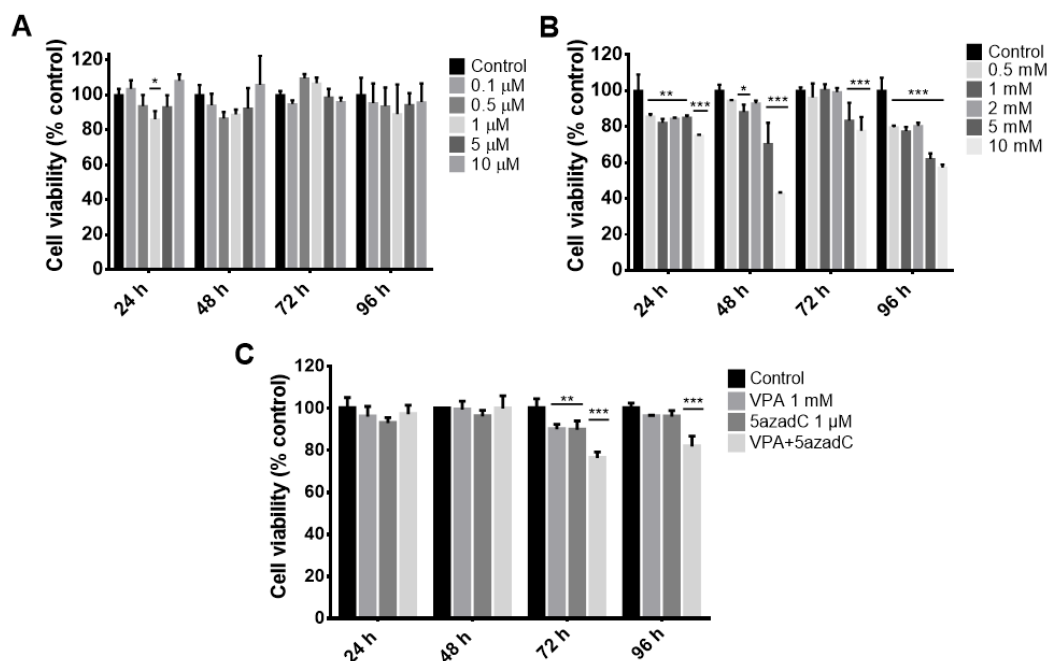 A
Cell viability (% control)
120
100
80
60
40
20
0
*
24 h
48 h
72 h
96 h
Control
0.1 µM
0.5 µM
1 µM
5 µM
10 µM
B
Cell viability (% control)
120
100
80
60
40
20
0
**
***
*
***
***
***
24 h
48 h
72 h
96 h
Control
0.5 mM
1 mM
2 mM
5 mM
10 mM
C
Cell viability (% control)
120
100
80
60
40
20
0
**
***
***
24 h
48 h
72 h
96 h
Control
VPA 1 mM
5azadC 1 µM
VPA+5azadC